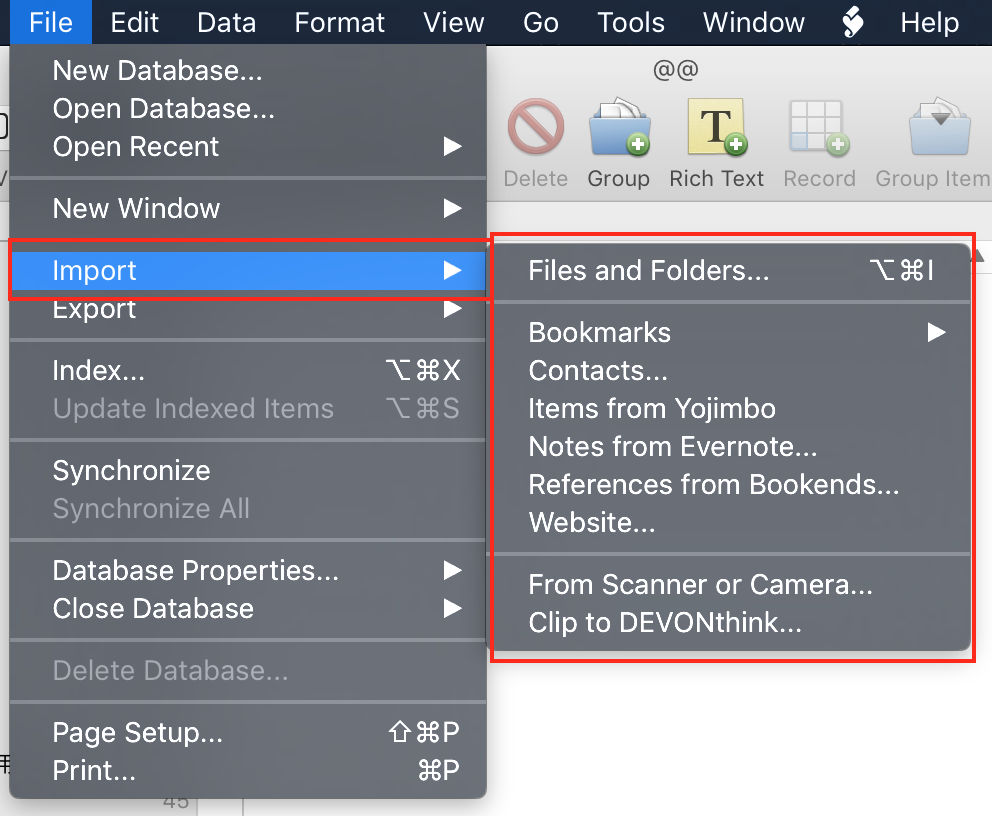 File Edit Data Format View Go Tools Window Help
@@
Delete Group Rich Text Record Group Item
New Database...
Open Database...
Open Recent
New Window
Import
Export
Index... ⌥⌘X
Update Indexed Items ⌥⌘S
Synchronize
Synchronize All
Database Properties...
Close Database
Delete Database...
Page Setup... ⇧⌘P
Print... ⌘P
Files and Folders... ⌥⌘I
Bookmarks
Contacts...
Items from Yojimbo
Notes from Evernote...
References from Bookends...
Website...
From Scanner or Camera...
Clip to DEVONthink...
45